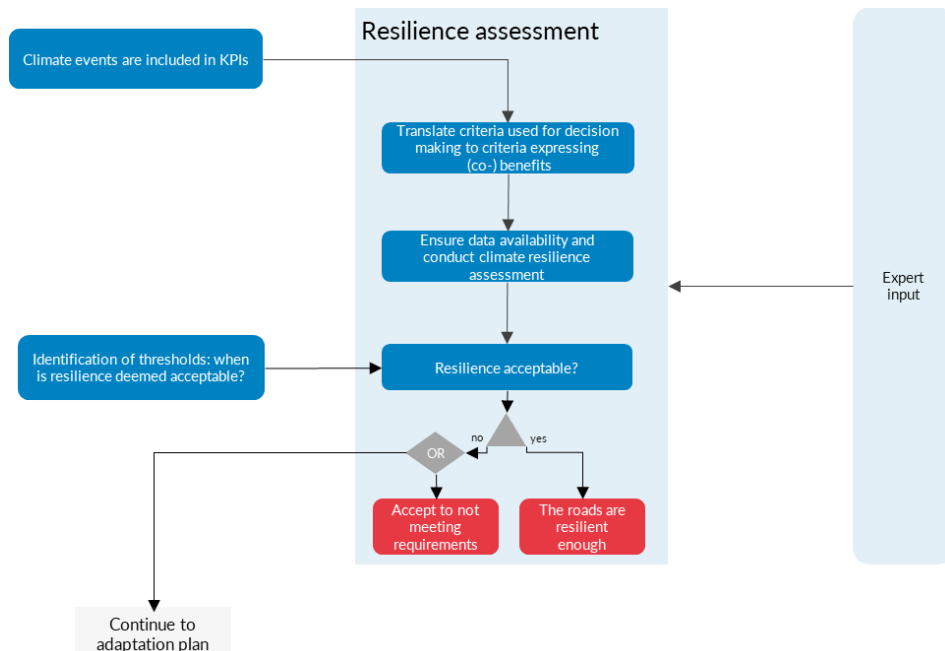 Resilience assessment
Climate events are included in KPIs
Translate criteria used for decision
making to criteria expressing
(co-) benefits
Ensure data availability and
conduct climate resilience
assessment
Expert
input
Identification of thresholds: when
is resilience deemed acceptable?
Resilience acceptable?
no
yes
OR
Accept to not
meeting
requirements
The roads are
resilient
enough
Continue to
adaptation plan